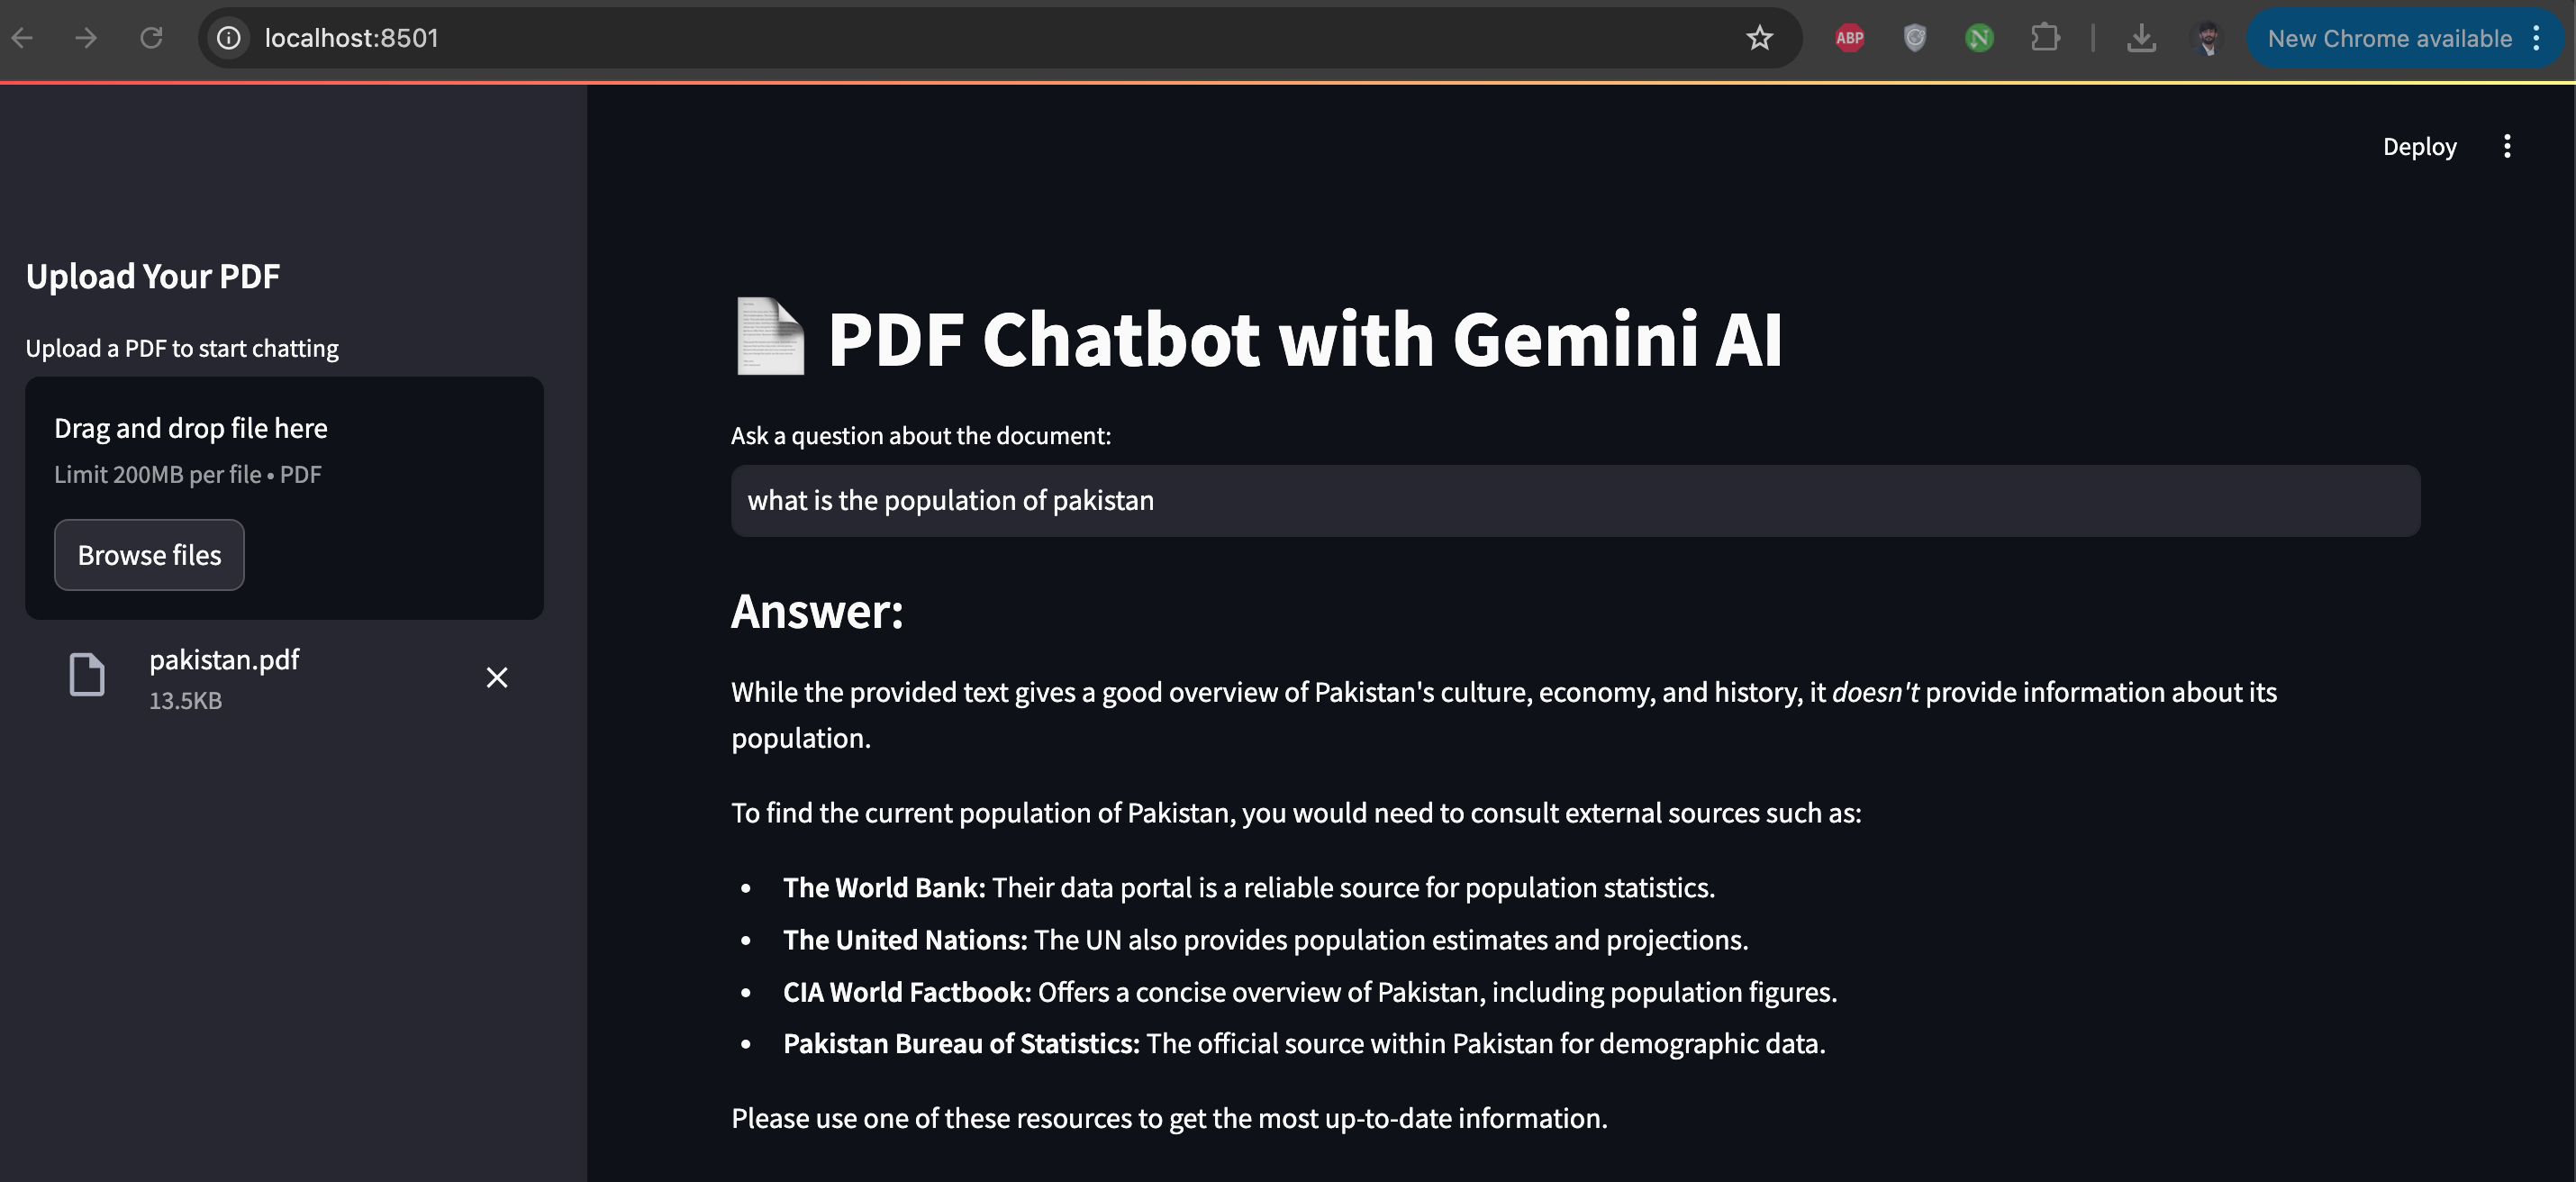 localhost:8501
ABP
N
New Chrome available
Deploy
Upload Your PDF
Upload a PDF to start chatting
Drag and drop file here
Limit 200MB per file • PDF
Browse files
pakistan.pdf
13.5KB
PDF Chatbot with Gemini AI
Ask a question about the document:
what is the population of pakistan
Answer:
While the provided text gives a good overview of Pakistan's culture, economy, and history, it doesn't provide information about its
population.
To find the current population of Pakistan, you would need to consult external sources such as:
• The World Bank: Their data portal is a reliable source for population statistics.
• The United Nations: The UN also provides population estimates and projections.
• CIA World Factbook: Offers a concise overview of Pakistan, including population figures.
• Pakistan Bureau of Statistics: The official source within Pakistan for demographic data.
Please use one of these resources to get the most up-to-date information.